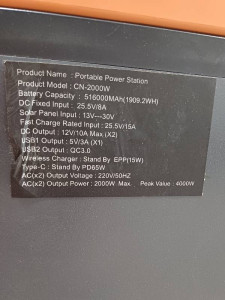 Product Name : Portable Power Station
Product Model : CN-2000W
Battery Capacity : 516000MAh(1909.2WH)
DC Fixed Input : 25.5V/8A
Solar Panel Input : 13V---30V
Fast Charge Rated Input : 25.5V/15A
DC Output : 12V/10A Max (X2)
USB1 Output : 5V/3A (X1)
USB2 Output : QC3.0
Wireless Charger : Stand By EPP(15W)
Type-C : Stand By PD65W
AC(x2) Output Voltage : 220V/50HZ
AC(x2) Output Power : 2000W Max. Peak Value : 4000W